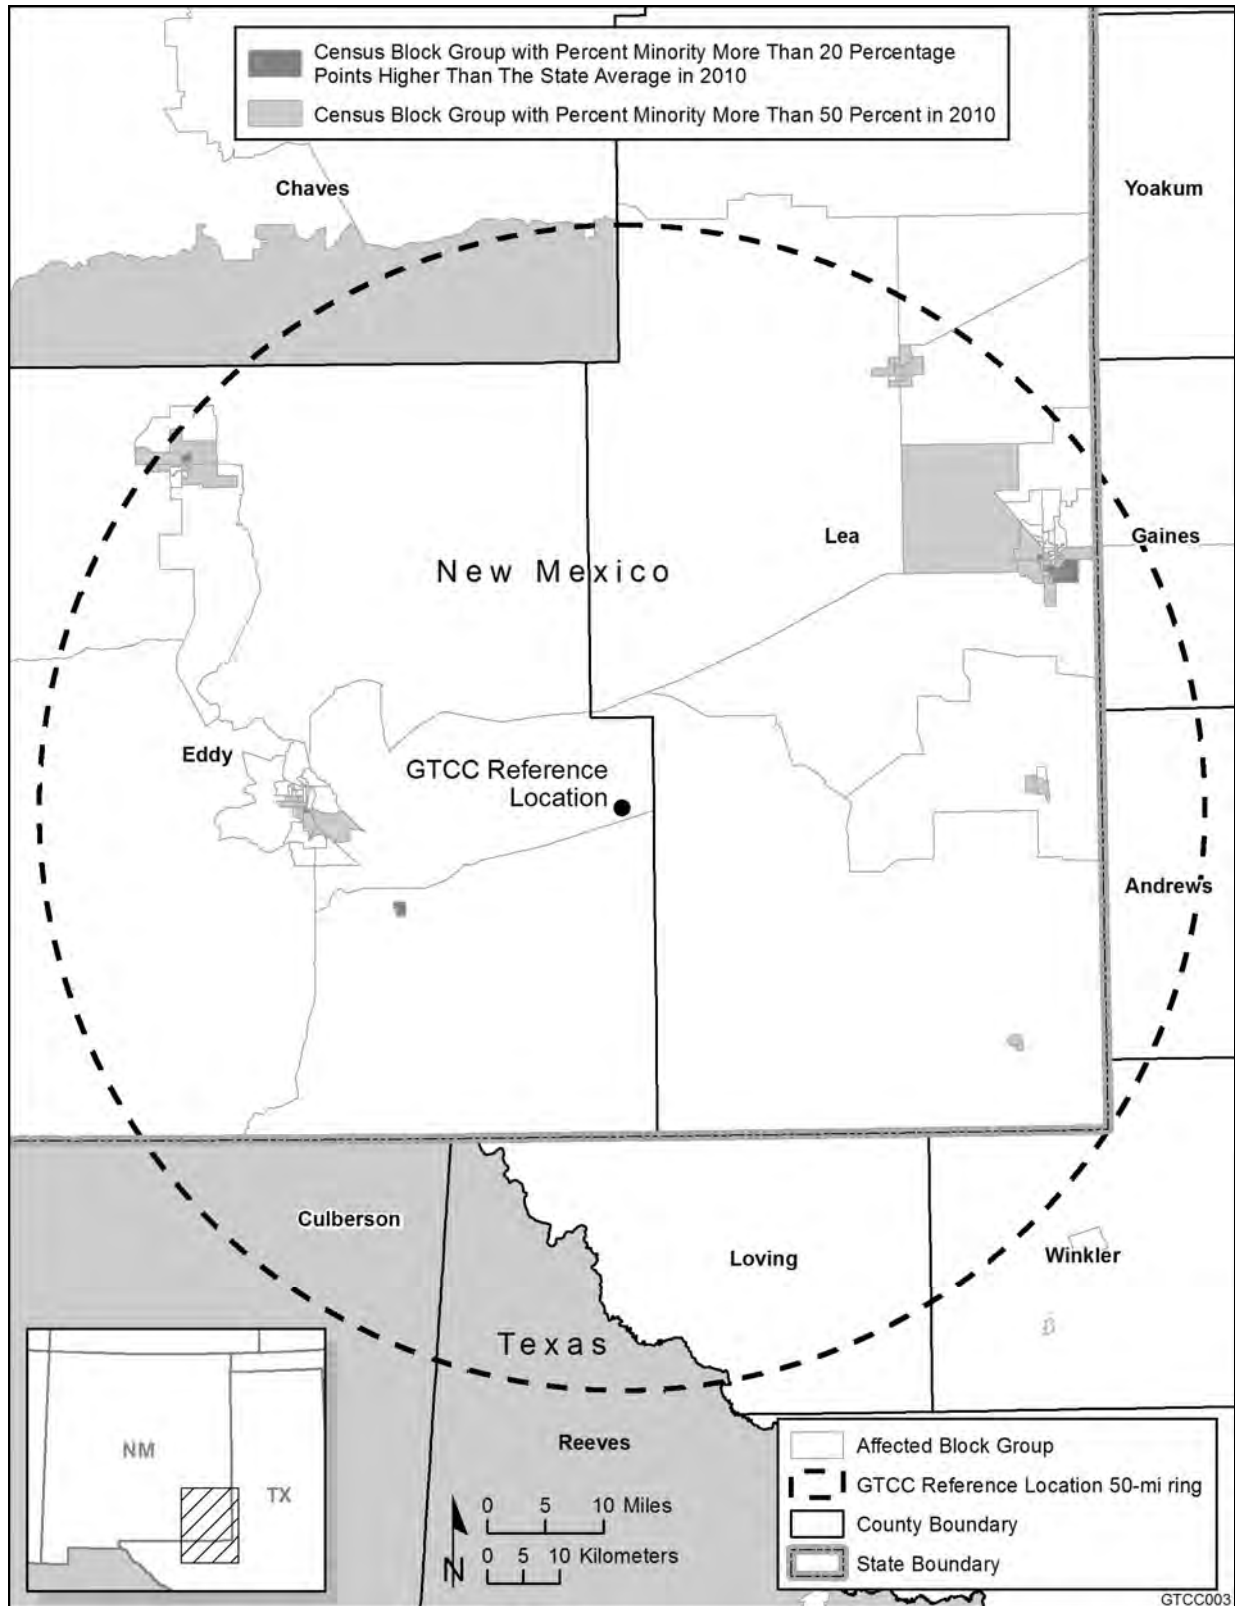 Census Block Group with Percent Minority More Than 20 Percentage
Points Higher Than The State Average in 2010
Census Block Group with Percent Minority More Than 50 Percent in 2010
Chaves
Yoakum
Lea
Gaines
New Mexico
Eddy
GTCC Reference
Location
Andrews
Culberson
Loving
Winkler
Texas
Reeves
NM
TX
0 5 10 Miles
0 5 10 Kilometers
N
Affected Block Group
GTCC Reference Location 50-mi ring
County Boundary
State Boundary
GTCC003